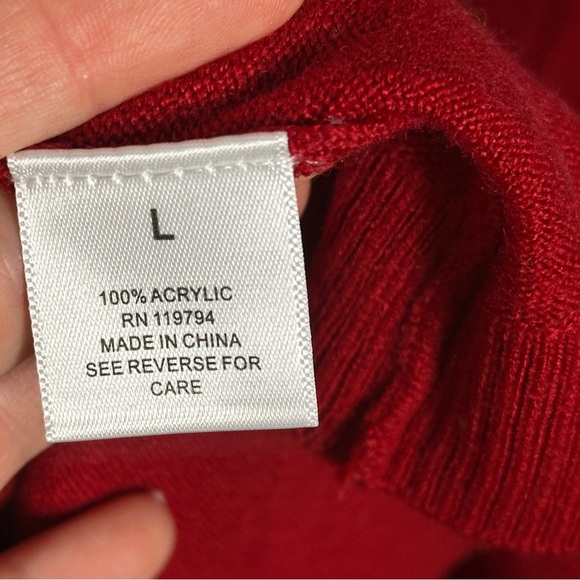 L
100% ACRYLIC
RN 119794
MADE IN CHINA
SEE REVERSE FOR
CARE